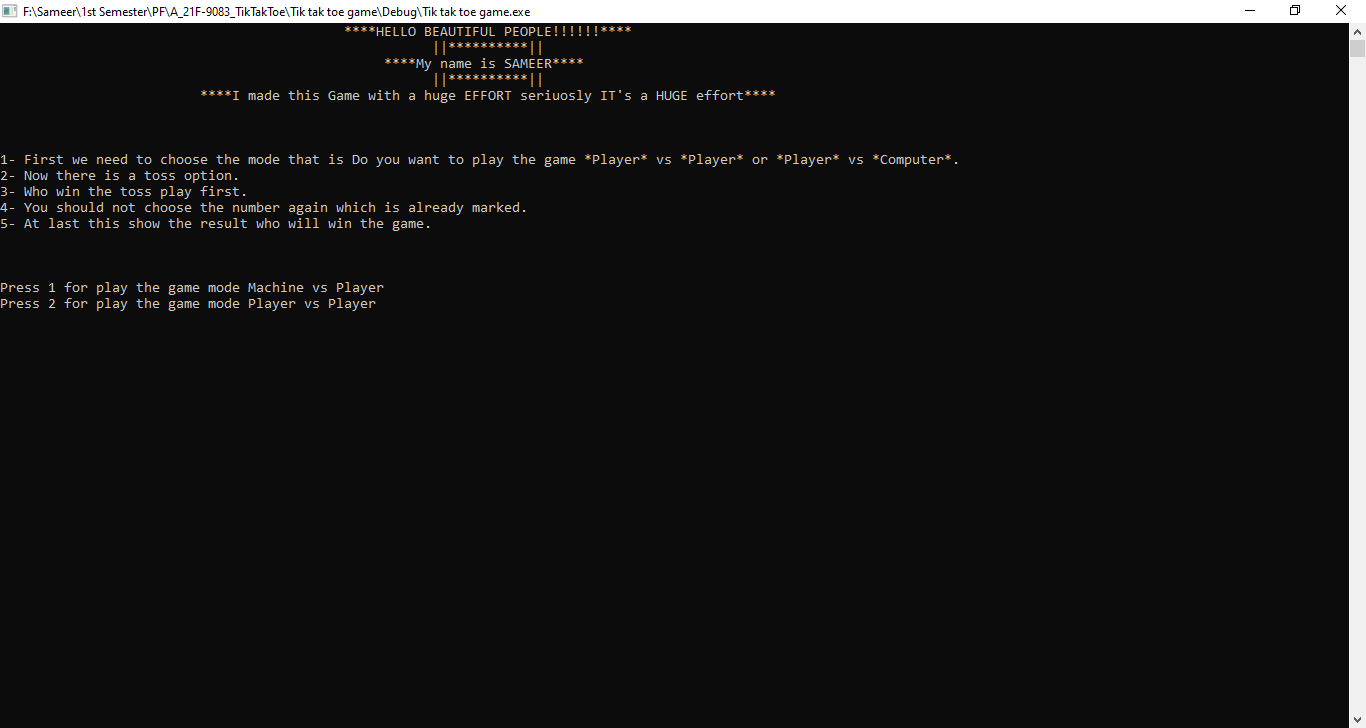 F:\Sameer\1st Semester\PF\A_21F-9083_TikTakToe\Tik tak toe game\Debug\Tik tak toe game.exe
****HELLO BEAUTIFUL PEOPLE!!!!!!****
||**********||
****My name is SAMEER****
||**********||
****I made this Game with a huge EFFORT seriuosly IT's a HUGE effort****
1- First we need to choose the mode that is Do you want to play the game *Player* vs *Player* or *Player* vs *Computer*.
2- Now there is a toss option.
3- Who win the toss play first.
4- You should not choose the number again which is already marked.
5- At last this show the result who will win the game.
Press 1 for play the game mode Machine vs Player
Press 2 for play the game mode Player vs Player